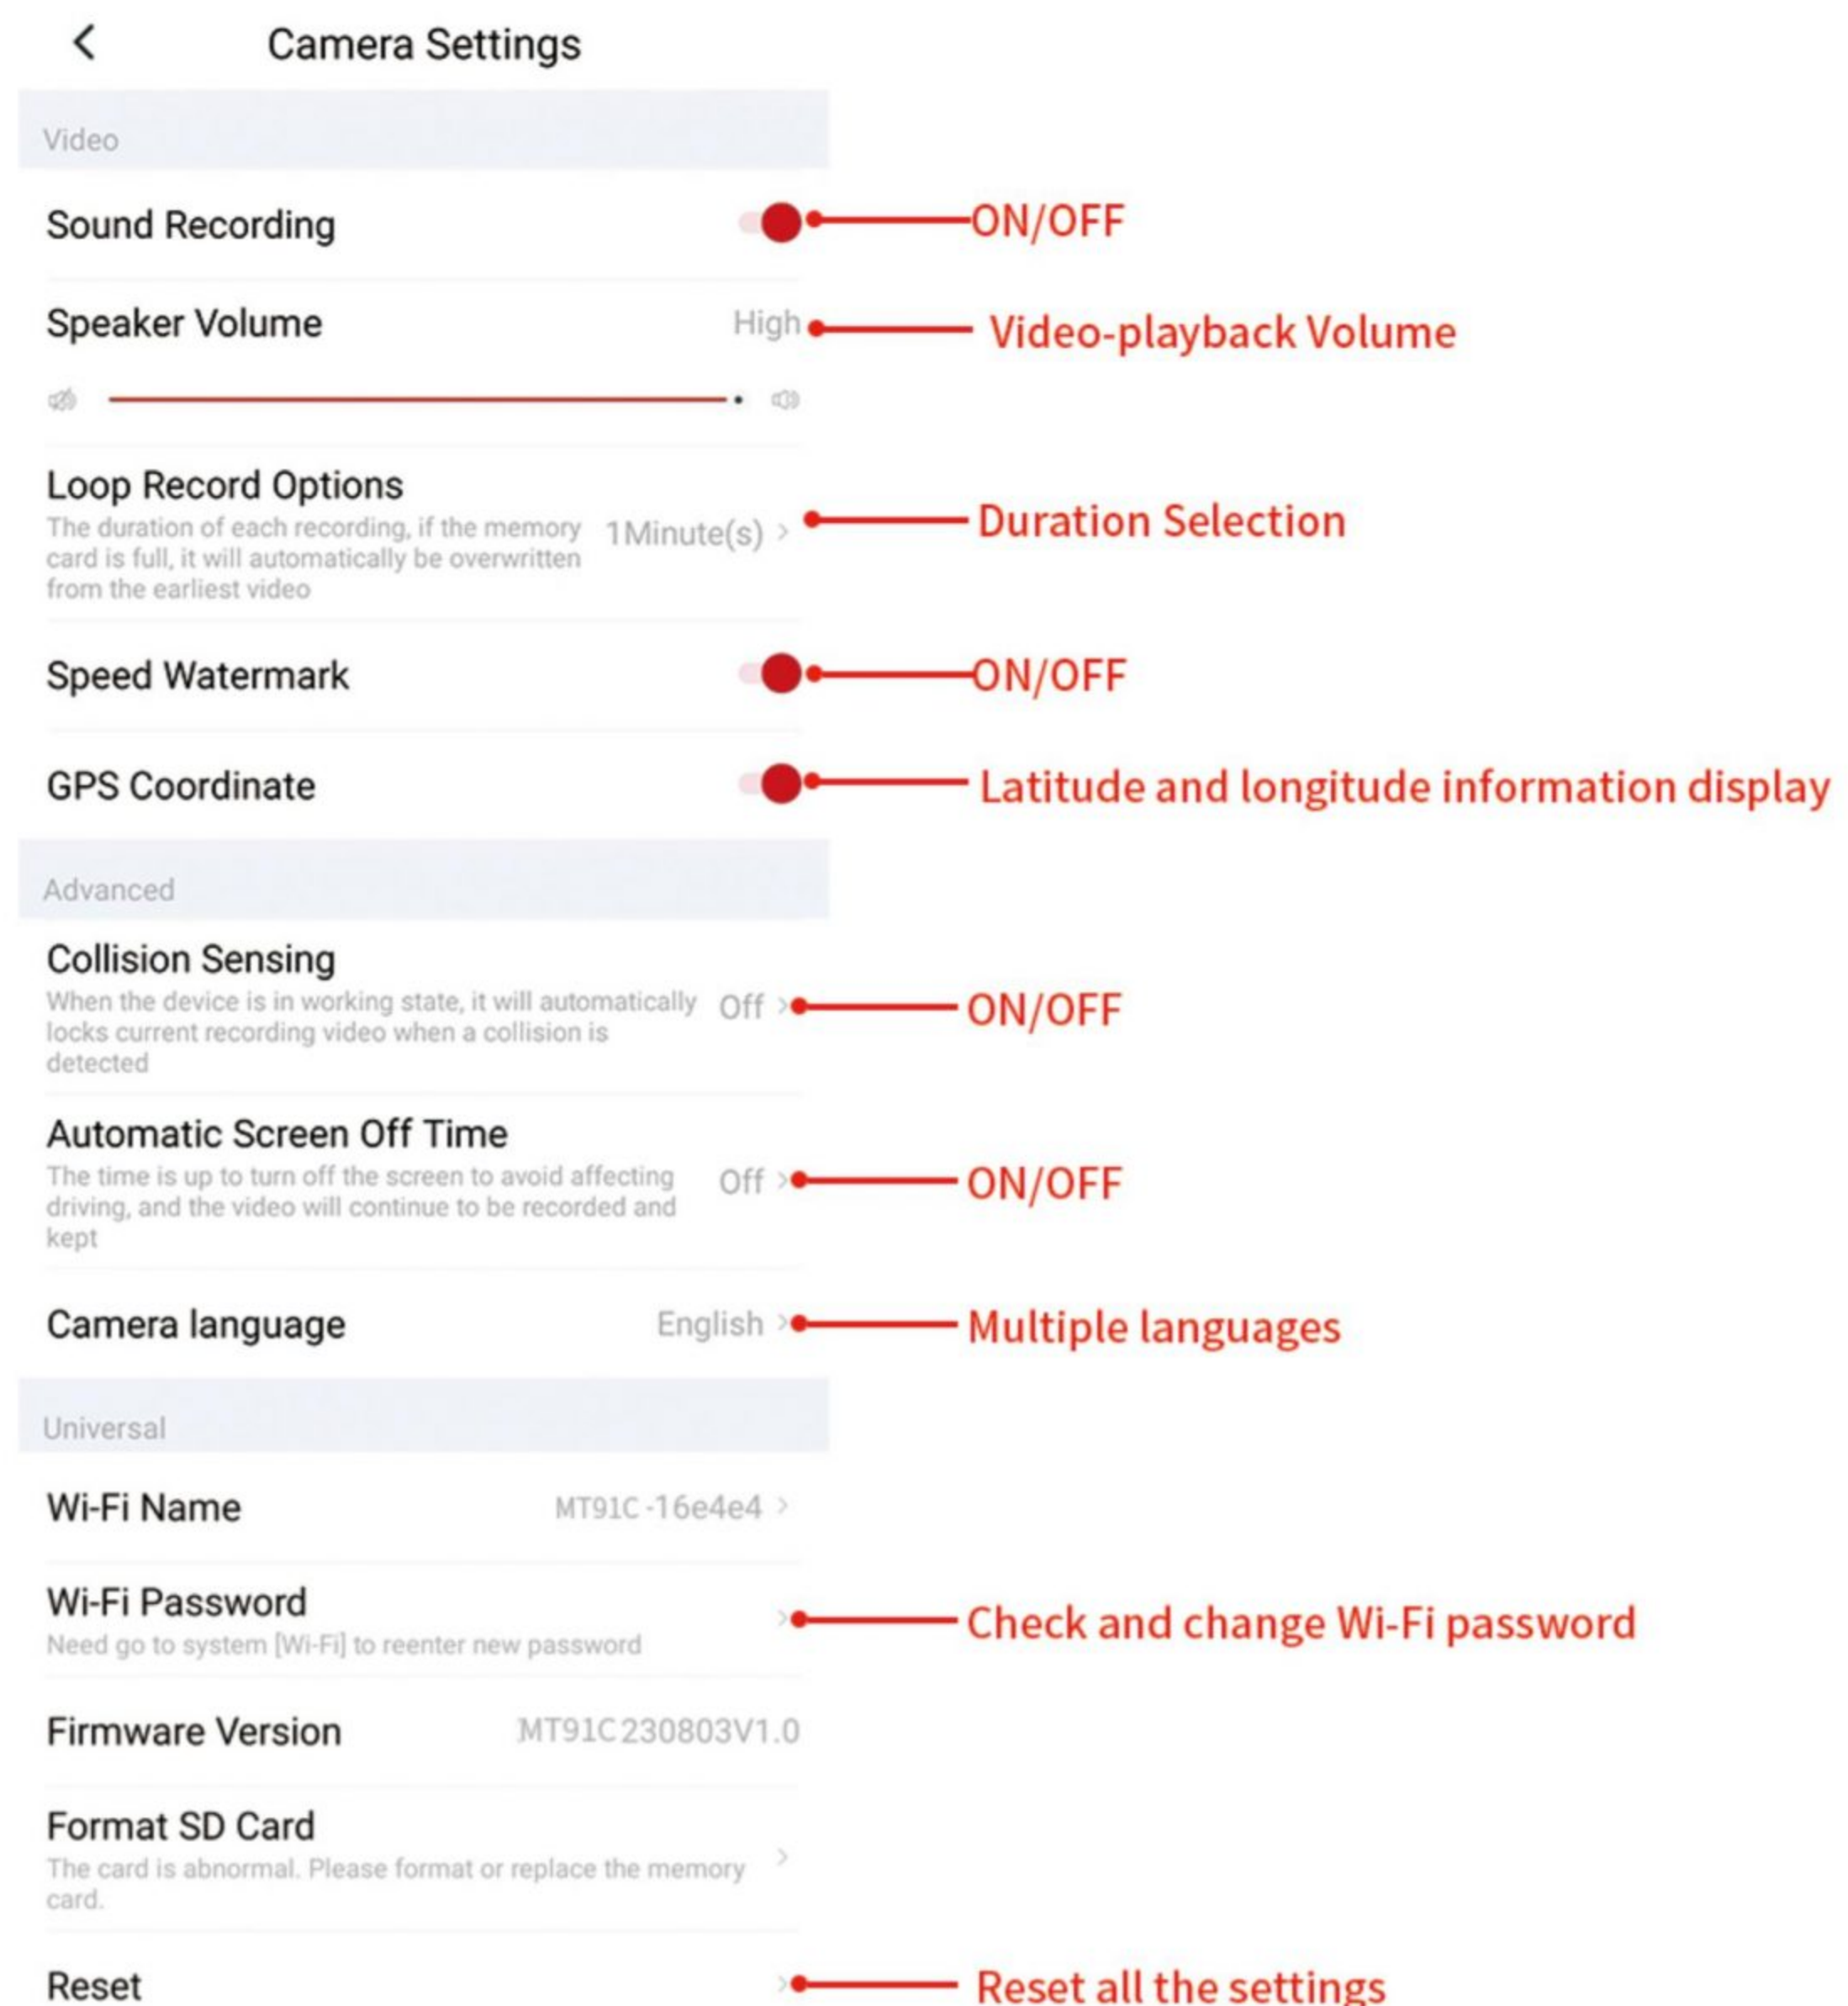 Camera Settings
Video
Sound Recording
ON/OFF
Speaker Volume
High
Video-playback Volume
Loop Record Options
The duration of each recording, if the memory
card is full, it will automatically be overwritten
from the earliest video
1Minute(s)
Duration Selection
Speed Watermark
ON/OFF
GPS Coordinate
Latitude and longitude information display
Advanced
Collision Sensing
When the device is in working state, it will automatically
locks current recording video when a collision is
detected
Off
ON/OFF
Automatic Screen Off Time
The time is up to turn off the screen to avoid affecting
driving, and the video will continue to be recorded and
kept
Off
ON/OFF
Camera language
English
Multiple languages
Universal
Wi-Fi Name
MT91C-16e4e4
Wi-Fi Password
Need go to system [Wi-Fi] to reenter new password
Check and change Wi-Fi password
Firmware Version
MT91C230803V1.0
Format SD Card
The card is abnormal. Please format or replace the memory
card.
Reset
Reset all the settings